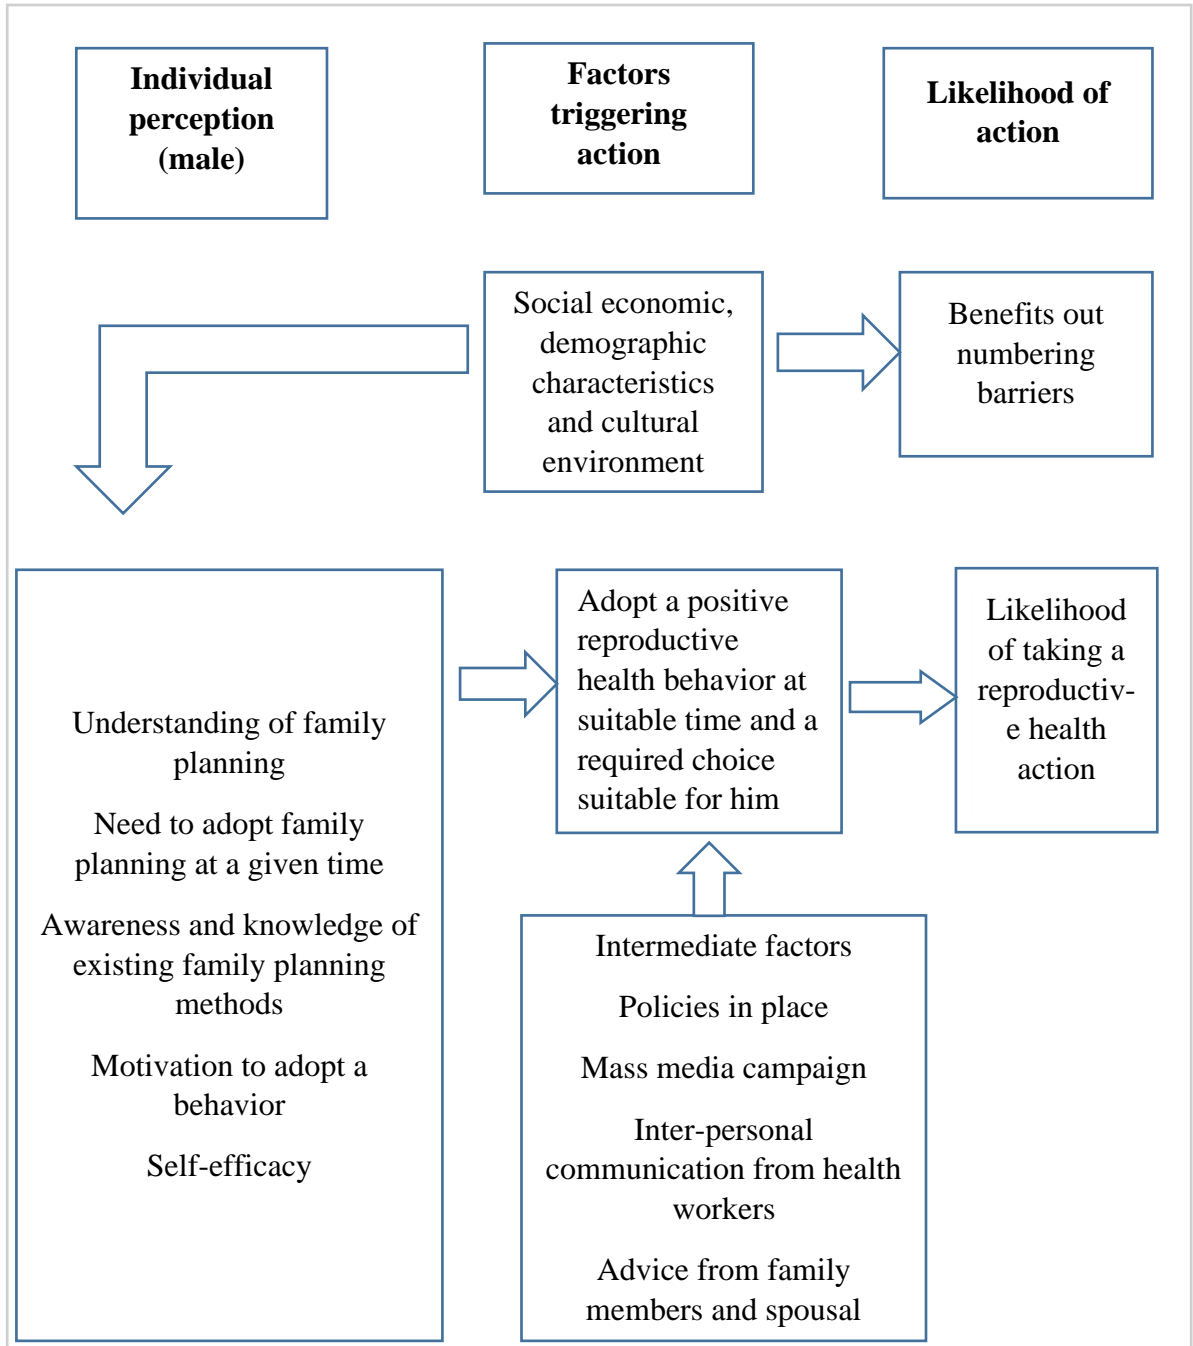 Individual
perception
(male)
Factors
triggering
action
Likelihood of
action
Social economic,
demographic
characteristics
and cultural
environment
Benefits out
numbering
barriers
Understanding of family
planning
Need to adopt family
planning at a given time
Awareness and knowledge of
existing family planning
methods
Motivation to adopt a
behavior
Self-efficacy
Adopt a positive
reproductive
health behavior at
suitable time and a
required choice
suitable for him
Likelihood
of taking a
reproductiv-
e health
action
Intermediate factors
Policies in place
Mass media campaign
Inter-personal
communication from health
workers
Advice from family
members and spousal